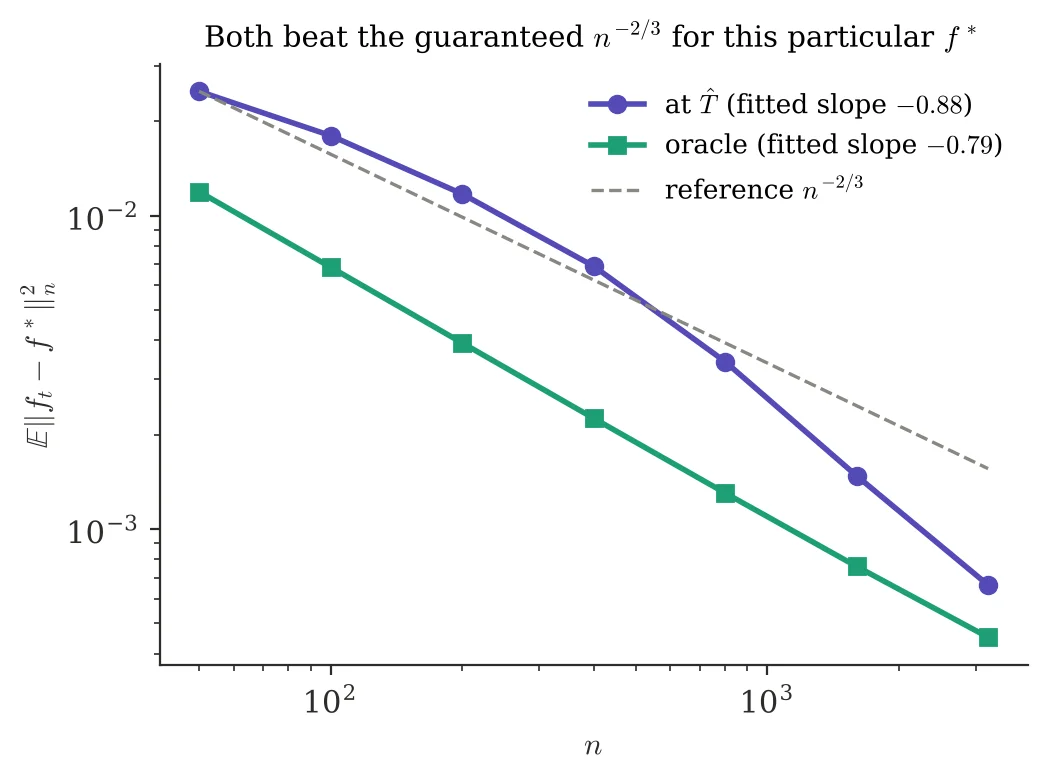 Both beat the guaranteed $n^{-2/3}$ for this particular $f^*$
at $\hat{T}$ (fitted slope −0.88)
oracle (fitted slope −0.79)
reference $n^{-2/3}$
$\mathbb{E}\|f_t - f^*\|_n^2$
$10^{-2}$
$10^{-3}$
$10^2$
$10^3$
$n$